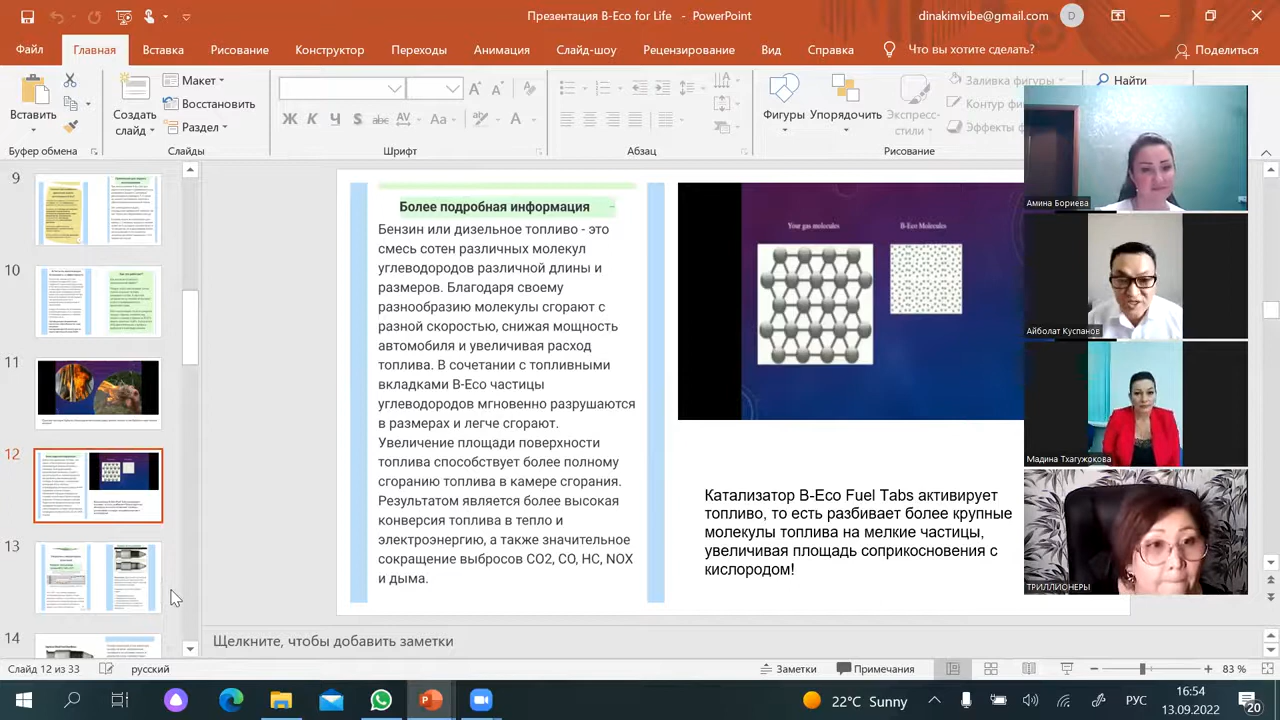 Презентация B-Eco for Life - PowerPoint
dinakimvibe@gmail.com
Файл
Главная
Вставка
Рисование
Конструктор
Переходы
Анимация
Слайд-шоу
Рецензирование
Вид
Справка
Что вы хотите сделать?
Поделиться
Вставить
Создать слайд
Макет
Восстановить
Раздел
Фигуры
Упорядочить
Экспресс-стили
Заливка фигуры
Контур
Эффекты
Найти
Буфер обмена
Слайды
Шрифт
Абзац
Рисование
9
10
11
12
13
14
Более подробная информация
Бензин или дизельное топливо - это
смесь сотен различных молекул
углеводородов различной длины и
размеров. Благодаря своему
разнообразию молекулы сгорают с
разной скоростью, снижая мощность
автомобиля и увеличивая расход
топлива. В сочетании с топливными
вкладками B-Eco частицы
углеводородов мгновенно разрушаются
в размерах и легче сгорают.
Увеличение площади поверхности
топлива способствует более полному
сгоранию топлива в камере сгорания.
Результатом является более высокая
конверсия топлива в тепло и
электроэнергию, а также значительное
сокращение выбросов CO2, CO, HC, NOX
и дыма.
Your gas molecules
B-Eco Molecules
Катализатор B-Eco Fuel Tabs активирует
топливо, то есть разбивает более крупные
молекулы топлива на мелкие частицы,
увеличивая площадь соприкосновения с
кислородом!
Амина Бориева
Айболат Куспанов
Мадина Тхагужокова
ТРИЛЛИОНЕРЫ
Щелкните, чтобы добавить заметки
Слайд 12 из 33
русский
Заметки
Примечания
83 %
22°C Sunny
РУС
16:54
13.09.2022
20